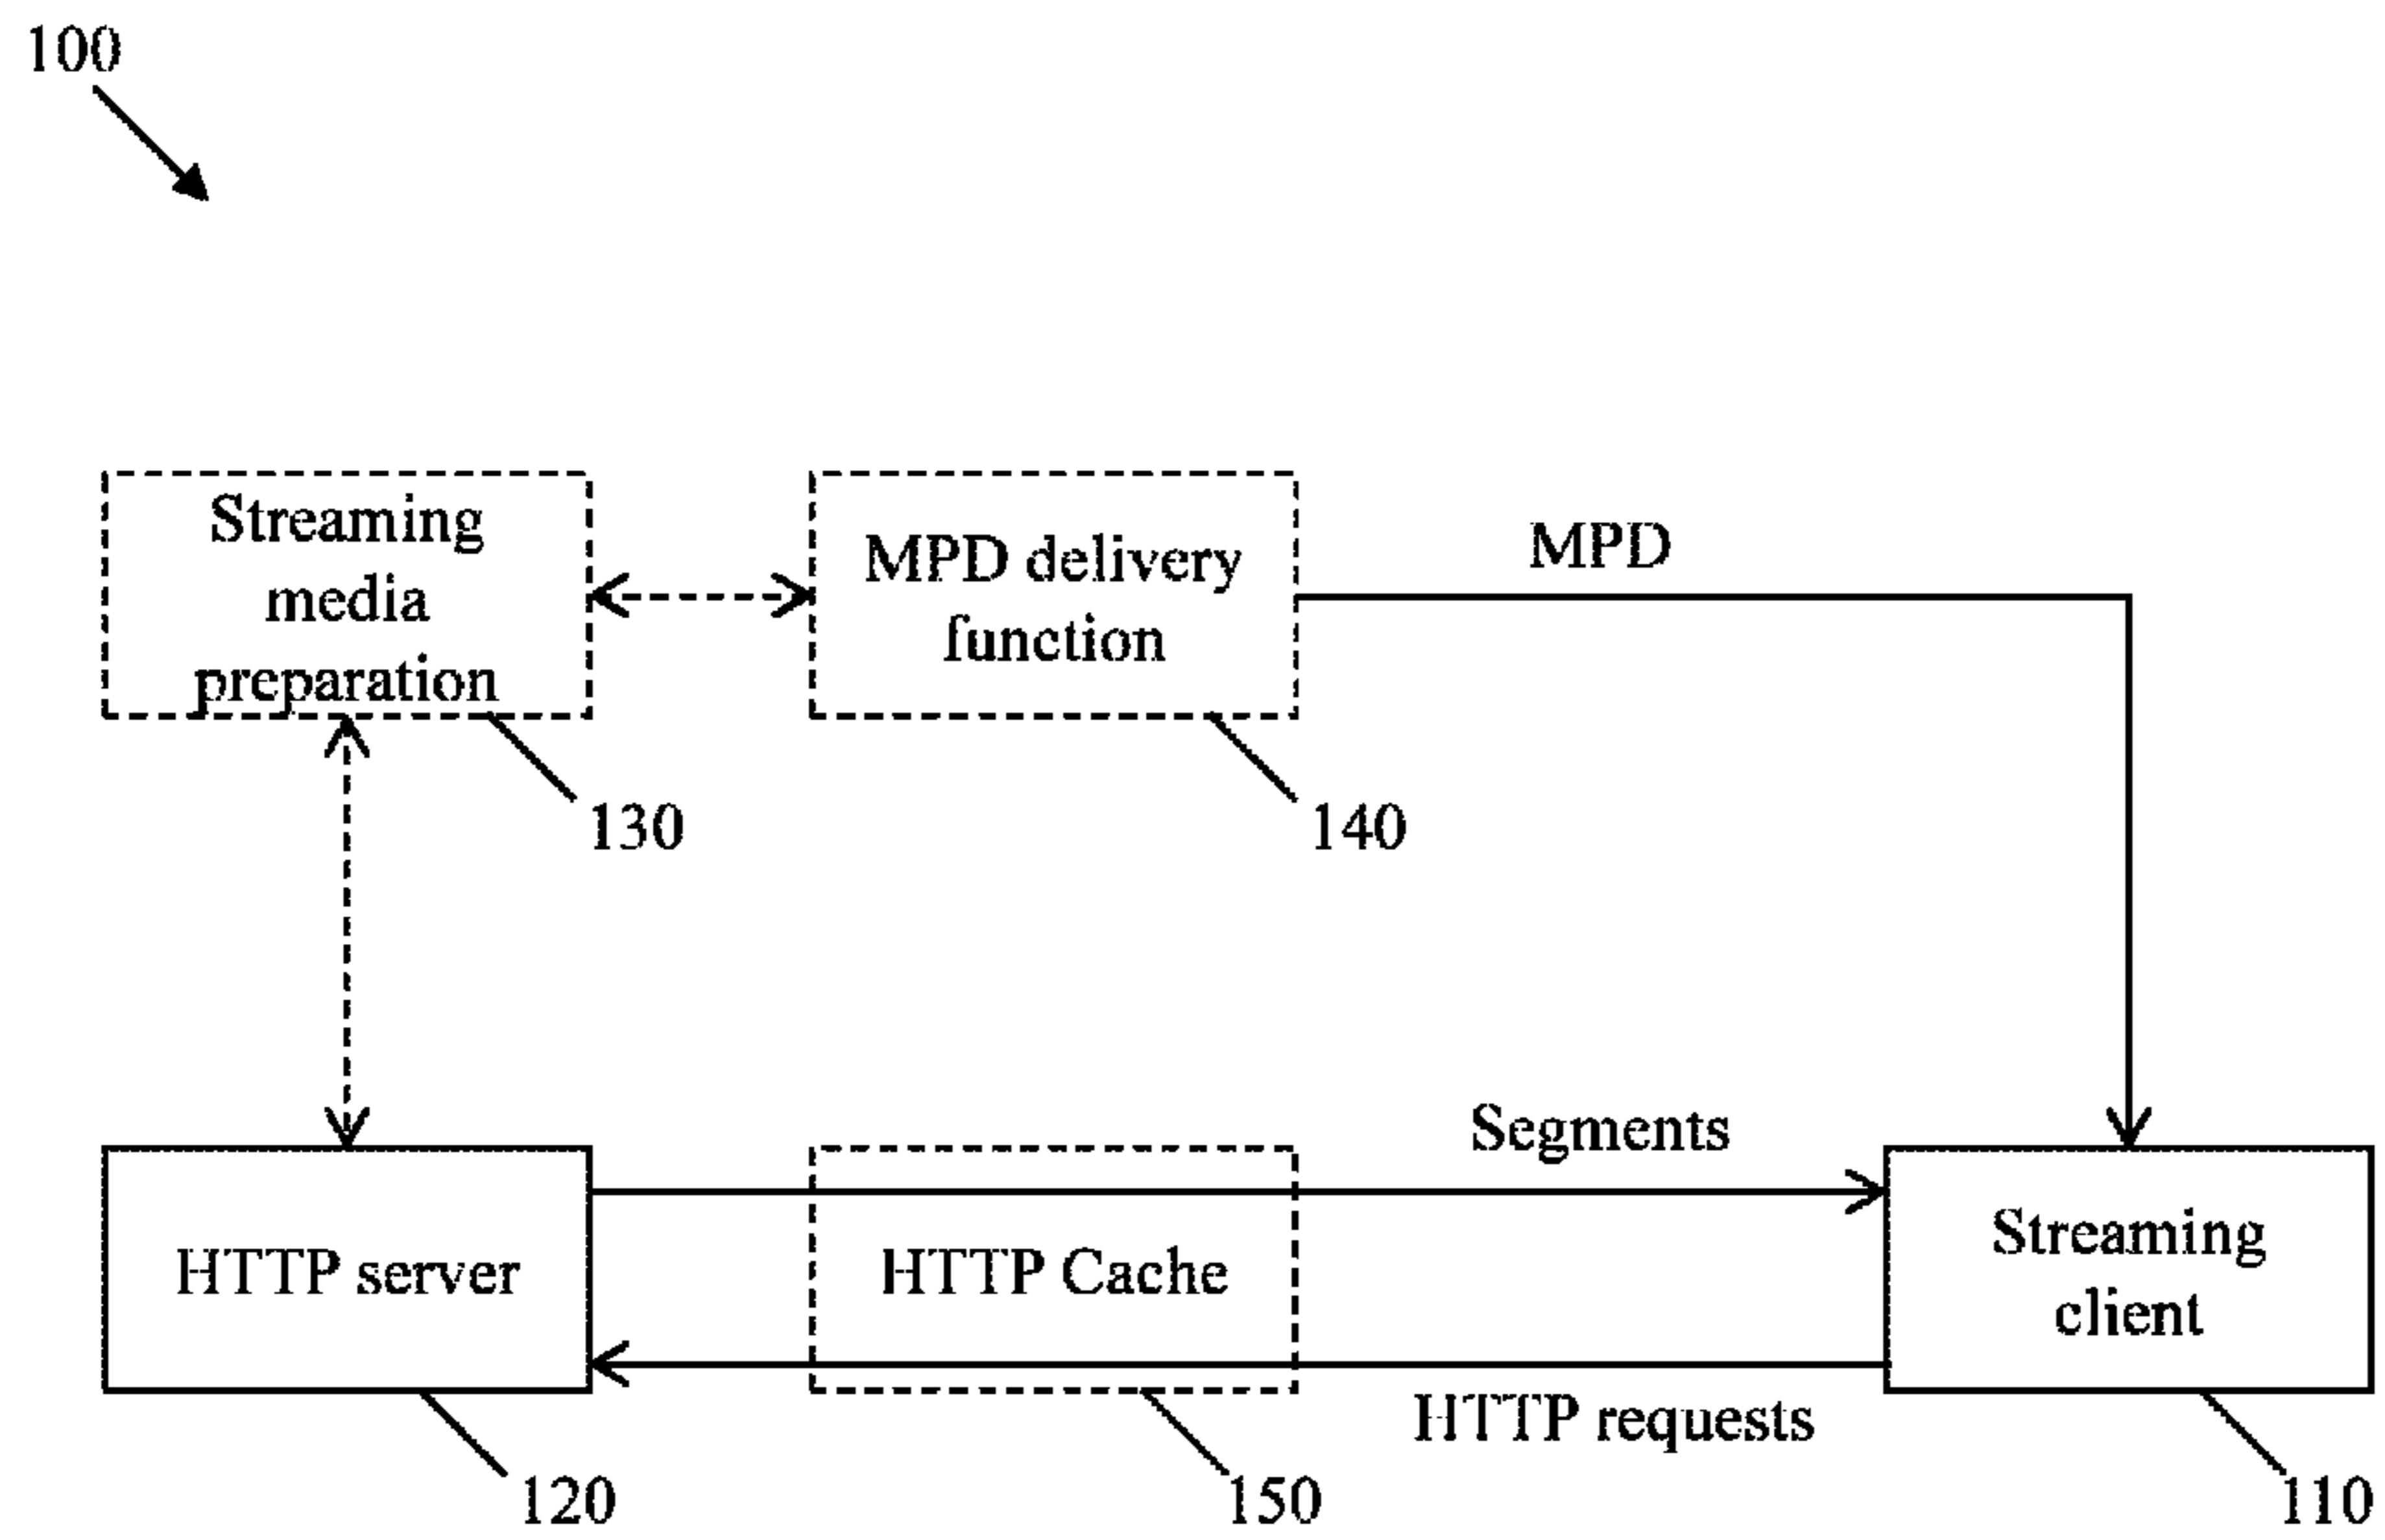 100
Streaming
media
preparation
MPD delivery
function
MPD
130
140
Segments
HTTP server
HTTP Cache
Streaming
client
HTTP requests
120
150
110